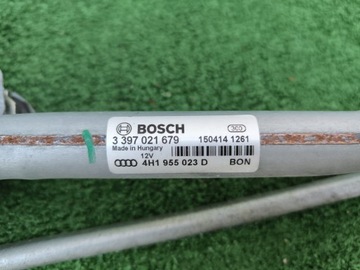 BOSCH
3 397 021 679 150414 1261
Made in Hungary
12V
4H1 955 023 D BON